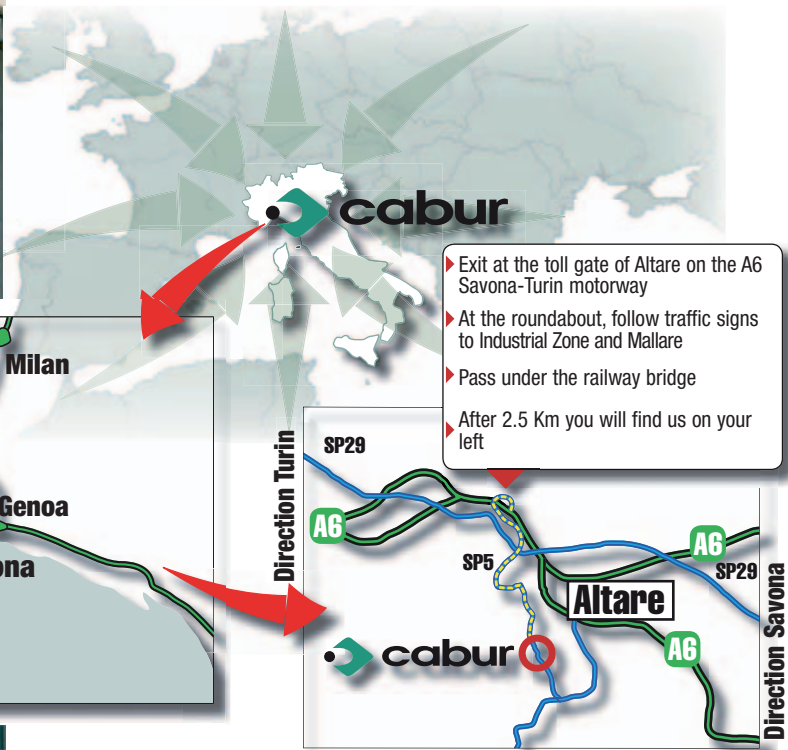 cabur
Exit at the toll gate of Altare on the A6
Savona-Turin motorway
At the roundabout, follow traffic signs
to Industrial Zone and Mallare
Pass under the railway bridge
After 2.5 Km you will find us on your
left
Milan
Genoa
ona
Direction Turin
SP29
A6
SP5
A6
SP29
Altare
cabur
A6
Direction Savona